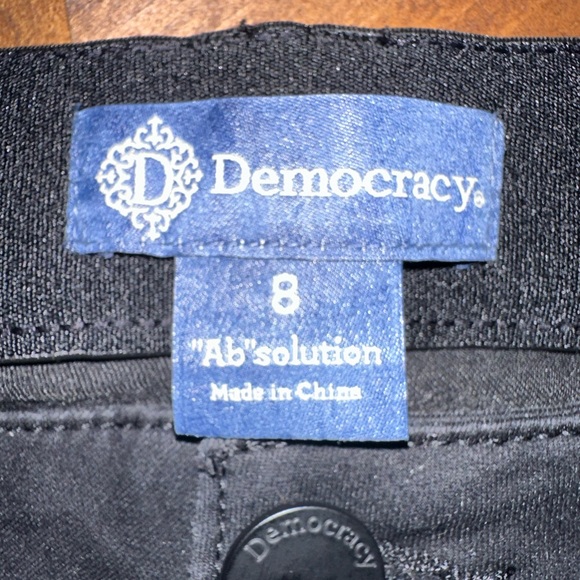 D Democracy®
8
"Ab"solution
Made in China
Democracy